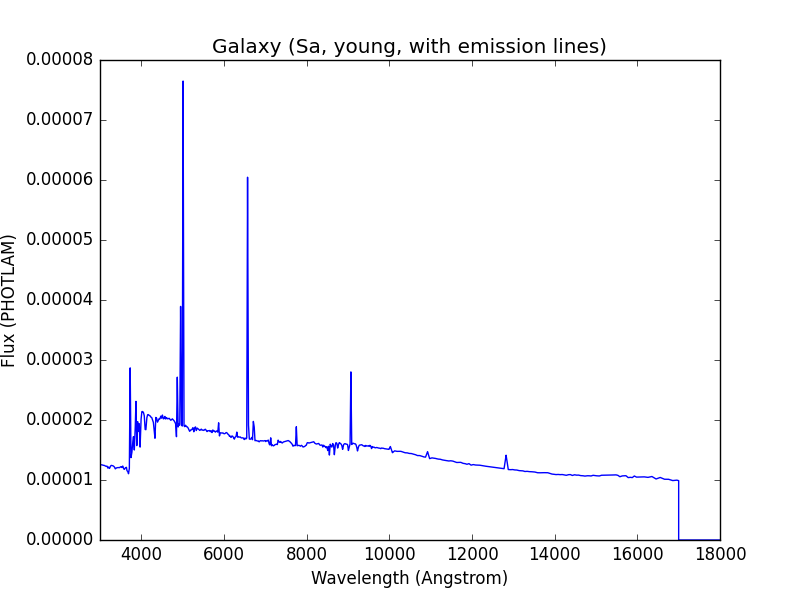 Galaxy (Sa, young, with emission lines)
0.00008
0.00007
0.00006
0.00005
0.00004
0.00003
0.00002
0.00001
0.00000
Flux (PHOTLAM)
4000 6000 8000 10000 12000 14000 16000 18000
Wavelength (Angstrom)